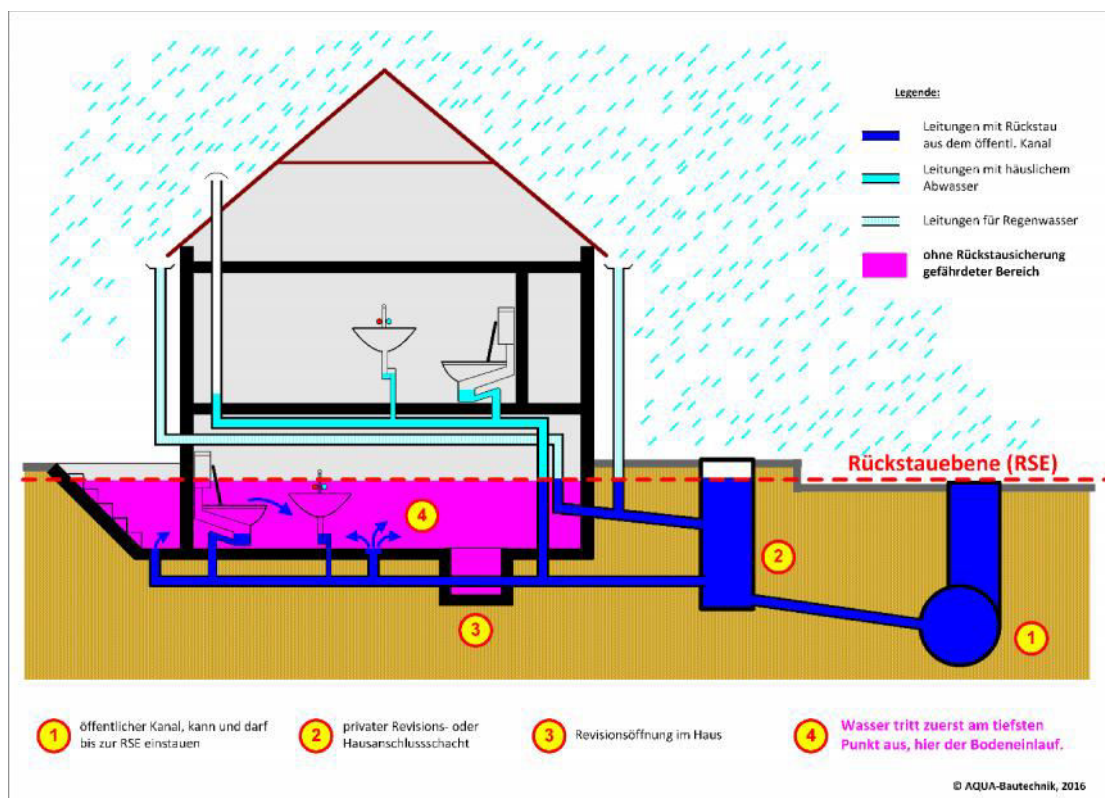 Legende:
Leitungen mit Rückstau
aus dem öffentl. Kanal
Leitungen mit häuslichem
Abwasser
Leitungen für Regenwasser
ohne Rückstausicherung
gefährdeter Bereich
Rückstauebene (RSE)
4
2
3
1
1
öffentlicher Kanal, kann und darf
bis zur RSE einstauen
2
privater Revisions- oder
Hausanschlussschacht
3
Revisionsöffnung im Haus
4
Wasser tritt zuerst am tiefsten
Punkt aus, hier der Bodeneinlauf.
© AQUA-Bautechnik, 2016